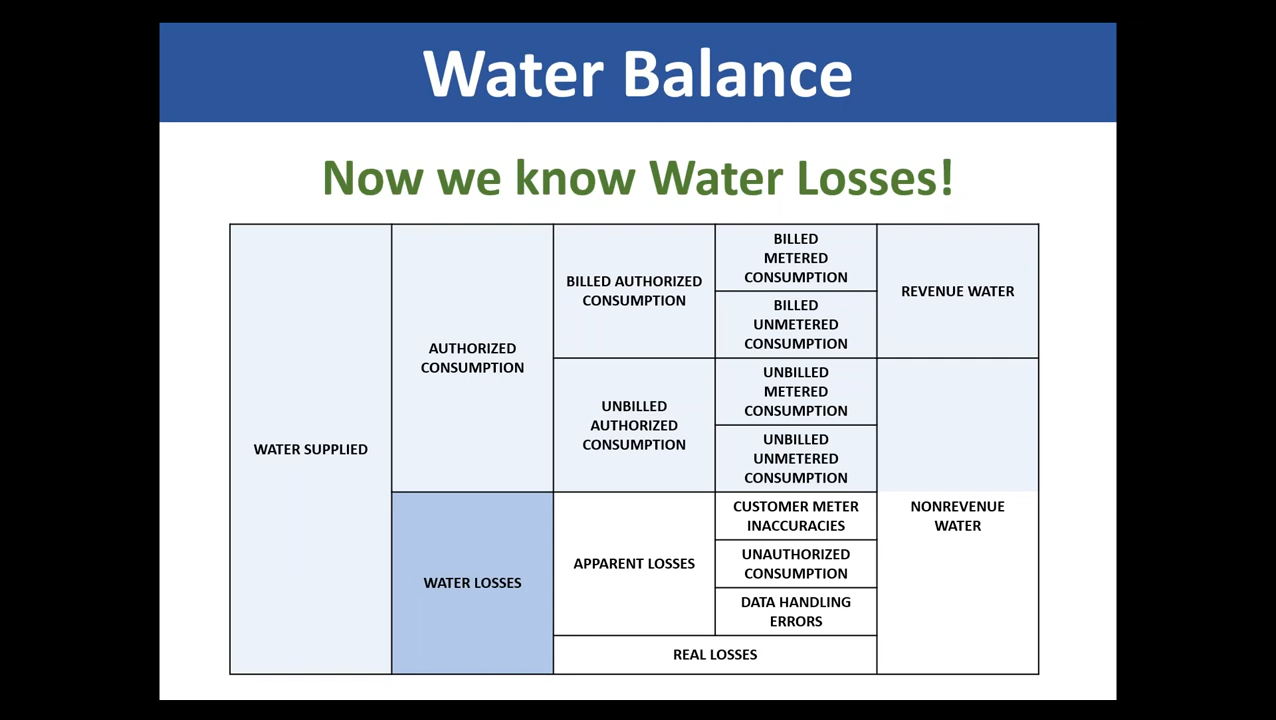 Water Balance
Now we know Water Losses!
WATER SUPPLIED
AUTHORIZED
CONSUMPTION
BILLED AUTHORIZED
CONSUMPTION
BILLED
METERED
CONSUMPTION
REVENUE WATER
BILLED
UNMETERED
CONSUMPTION
UNBILLED
AUTHORIZED
CONSUMPTION
UNBILLED
METERED
CONSUMPTION
UNBILLED
UNMETERED
CONSUMPTION
NONREVENUE
WATER
WATER LOSSES
APPARENT LOSSES
CUSTOMER METER
INACCURACIES
UNAUTHORIZED
CONSUMPTION
DATA HANDLING
ERRORS
REAL LOSSES